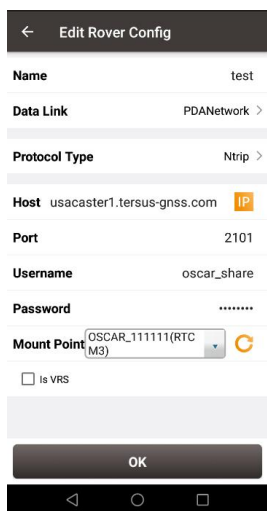 Edit Rover Config
Name test
Data Link PDANetwork
Protocol Type Ntrip
Host usacaster1.tersus-gnss.com IP
Port 2101
Username oscar_share
Password ········
Mount Point OSCAR_111111(RTC
M3)
Is VRS
OK